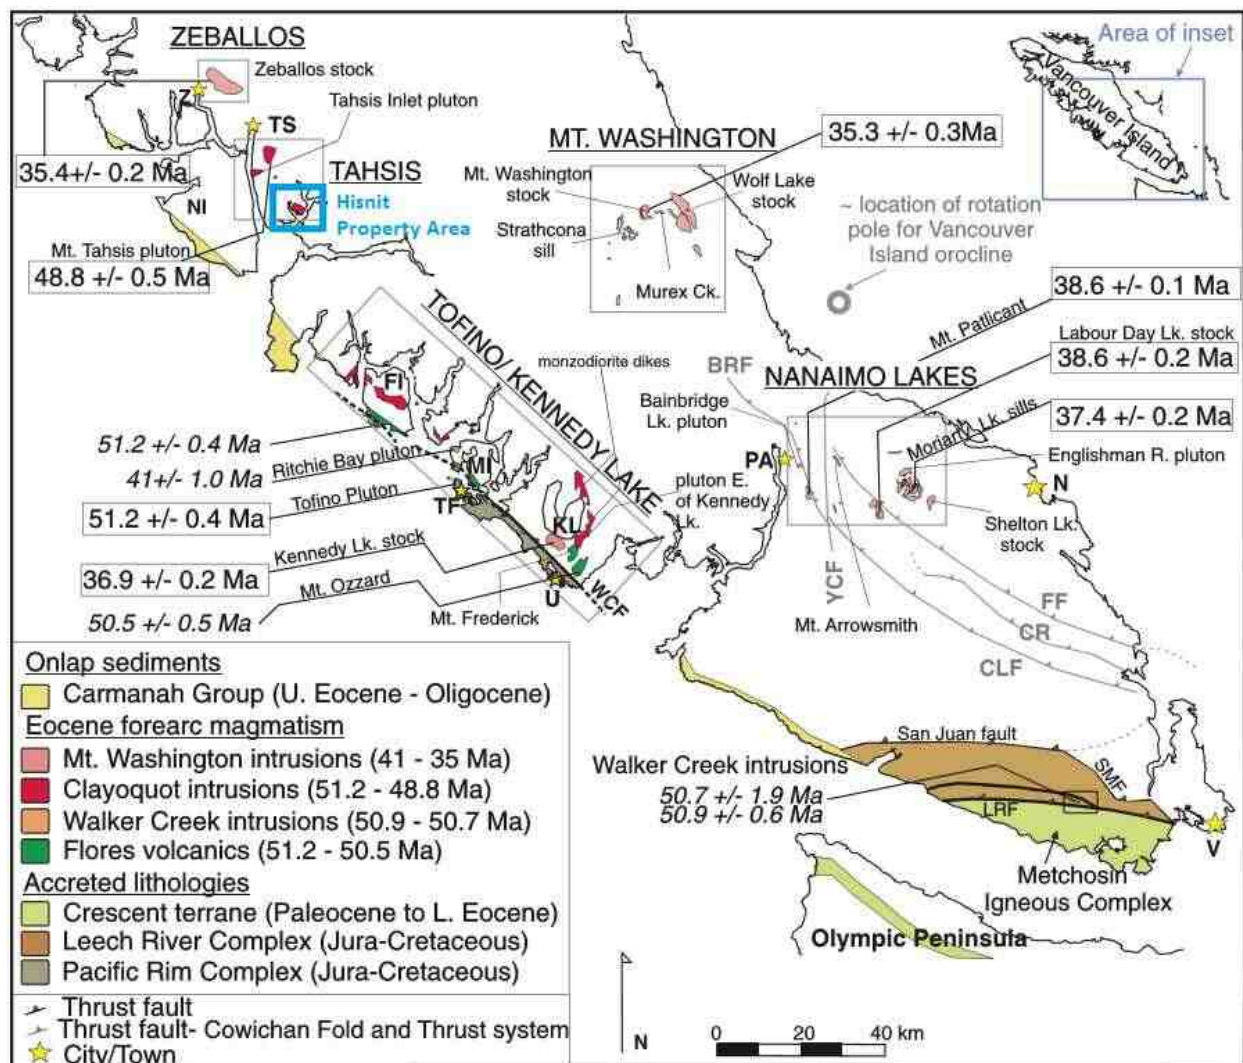 ZEBALLOS
Zeballos stock
Z
Tahsis Inlet pluton
TS
35.4+/- 0.2 Ma
TAHSIS
NI
Hisnit
Property Area
Mt. Tahsis pluton
48.8 +/- 0.5 Ma
MT. WASHINGTON
35.3 +/- 0.3Ma
Mt. Washington
stock
Wolf Lake
stock
Strathcona
sill
Murex Ck.
Area of inset
Vancouver Island
~ location of rotation
pole for Vancouver
Island orocline
38.6 +/- 0.1 Ma
Mt. Patlicant
Labour Day Lk. stock
38.6 +/- 0.2 Ma
NANAIMO LAKES
37.4 +/- 0.2 Ma
Lk. sills
Englishman R. pluton
BRF
Bainbridge
Lk. pluton
PA
N
Shelton Lk.
stock
YCF
Mt. Arrowsmith
FF
CR
CLF
TOFINO/ KENNEDY LAKE
monzodiorite dikes
FI
51.2 +/- 0.4 Ma
Ritchie Bay pluton
41+/- 1.0 Ma
MI
Tofino Pluton
TF
51.2 +/- 0.4 Ma
pluton E.
of Kennedy
Lk.
KL
Kennedy Lk. stock
36.9 +/- 0.2 Ma
Mt. Ozzard
U
WCF
50.5 +/- 0.5 Ma
Mt. Frederick
San Juan fault
Walker Creek intrusions
50.7 +/- 1.9 Ma
50.9 +/- 0.6 Ma
SMF
LRF
V
Metchosin
Igneous Complex
Olympic Peninsula
Onlap sediments
Carmanah Group (U. Eocene - Oligocene)
Eocene forearc magmatism
Mt. Washington intrusions (41 - 35 Ma)
Clayoquot intrusions (51.2 - 48.8 Ma)
Walker Creek intrusions (50.9 - 50.7 Ma)
Flores volcanics (51.2 - 50.5 Ma)
Accreted lithologies
Crescent terrane (Paleocene to L. Eocene)
Leech River Complex (Jura-Cretaceous)
Pacific Rim Complex (Jura-Cretaceous)
Thrust fault
Thrust fault- Cowichan Fold and Thrust system
City/Town
N
0 20 40 km